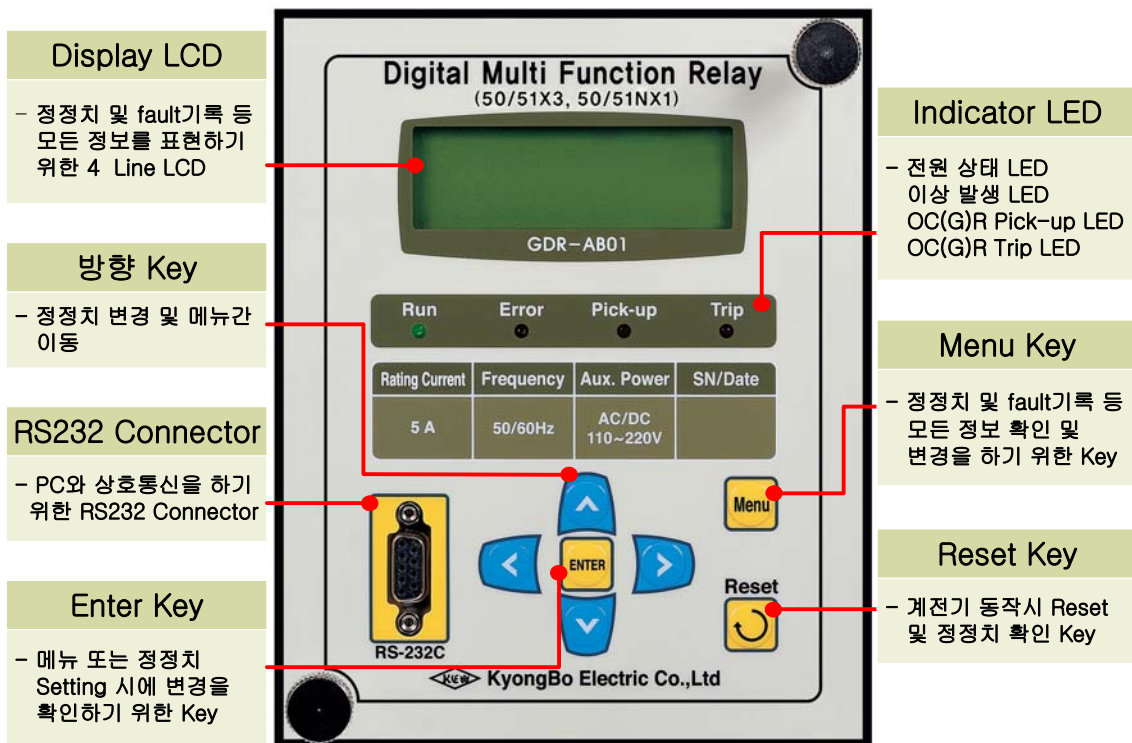 Display LCD
- 정정치 및 fault기록 등
모든 정보를 표현하기
위한 4 Line LCD
방향 Key
- 정정치 변경 및 메뉴간
이동
RS232 Connector
- PC와 상호통신을 하기
위한 RS232 Connector
Enter Key
- 메뉴 또는 정정치
Setting 시에 변경을
확인하기 위한 Key
Digital Multi Function Relay
(50/51X3, 50/51NX1)
GDR-AB01
Run Error Pick-up Trip
Rating Current Frequency Aux. Power SN/Date
5 A 50/60Hz AC/DC
110~220V
Menu
ENTER
Reset
RS-232C
KEW KyongBo Electric Co.,Ltd
Indicator LED
- 전원 상태 LED
이상 발생 LED
OC(G)R Pick-up LED
OC(G)R Trip LED
Menu Key
- 정정치 및 fault기록 등
모든 정보 확인 및
변경을 하기 위한 Key
Reset Key
- 계전기 동작시 Reset
및 정정치 확인 Key